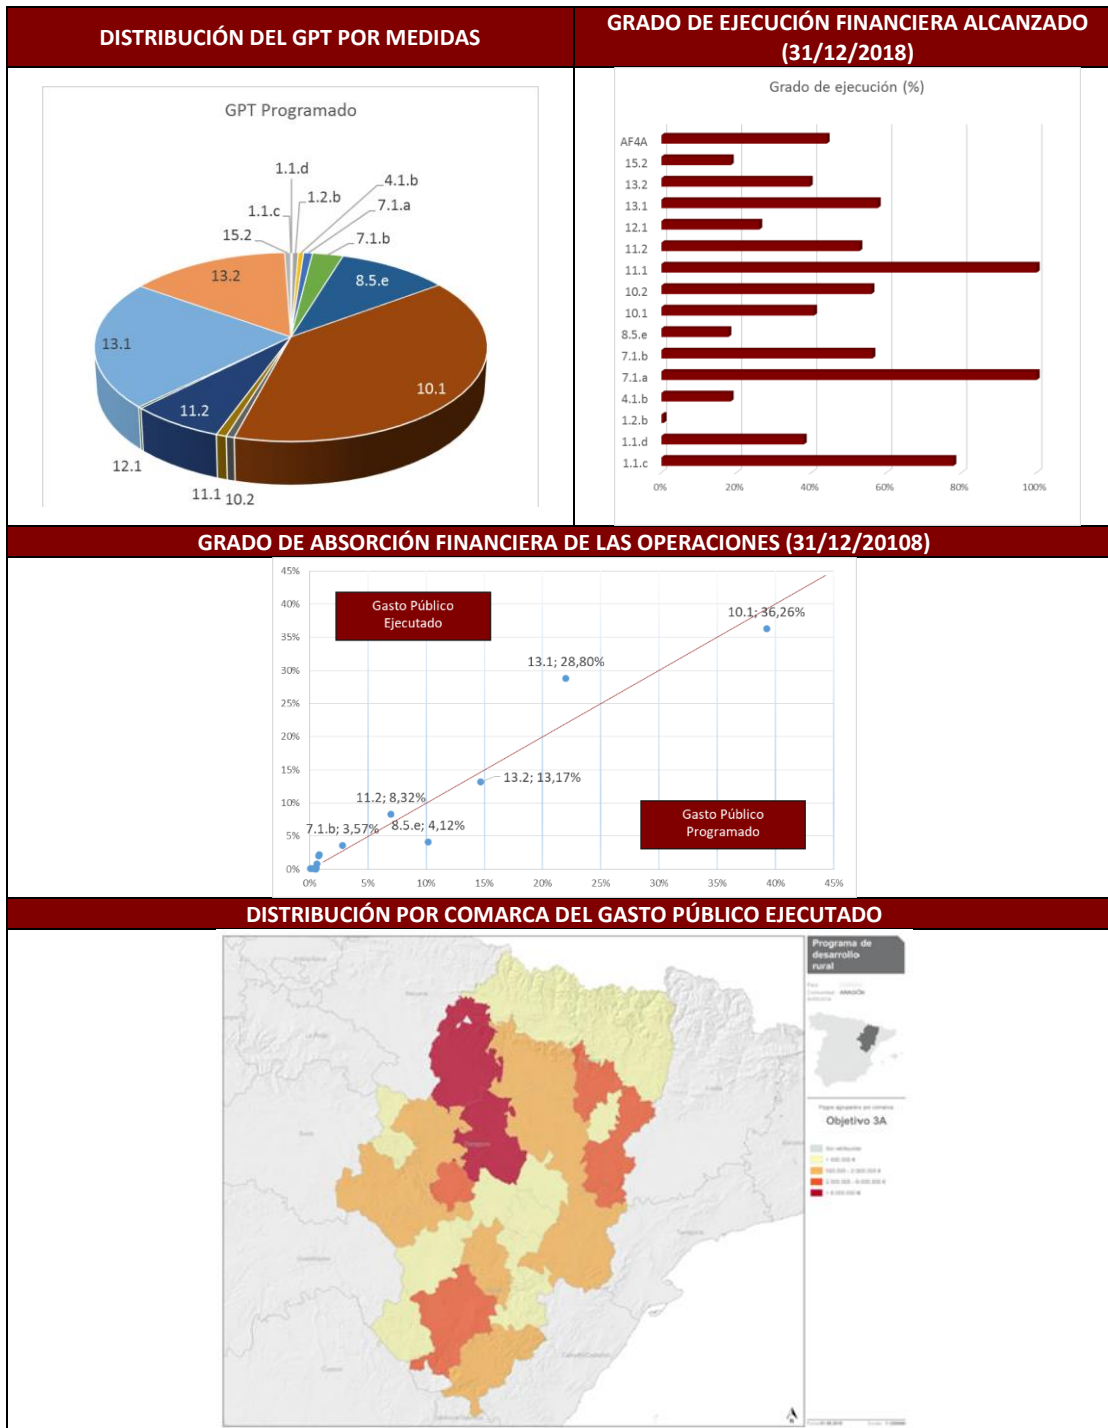 DISTRIBUCIÓN DEL GPT POR MEDIDAS
GPT Programado
1.1.d
1.2.b
4.1.b
7.1.a
1.1.c
15.2
7.1.b
13.2
8.5.e
13.1
10.1
11.2
12.1
11.1
10.2
GRADO DE EJECUCIÓN FINANCIERA ALCANZADO
(31/12/2018)
Grado de ejecución (%)
AF4A
15.2
13.2
13.1
12.1
11.2
11.1
10.2
10.1
8.5.e
7.1.b
7.1.a
4.1.b
1.2.b
1.1.d
1.1.c
0% 20% 40% 60% 80% 100%
GRADO DE ABSORCIÓN FINANCIERA DE LAS OPERACIONES (31/12/20108)
45%
40%
35%
30%
25%
20%
15%
10%
5%
0%
Gasto Público
Ejecutado
10.1; 36,26%
13.1; 28,80%
13.2; 13,17%
11.2; 8,32%
7.1.b; 3,57%
8.5.e; 4,12%
Gasto Público
Programado
0% 5% 10% 15% 20% 25% 30% 35% 40% 45%
DISTRIBUCIÓN POR COMARCA DEL GASTO PÚBLICO EJECUTADO
Programa de
desarrollo
rural
ARAGÓN
Objetivo 3A